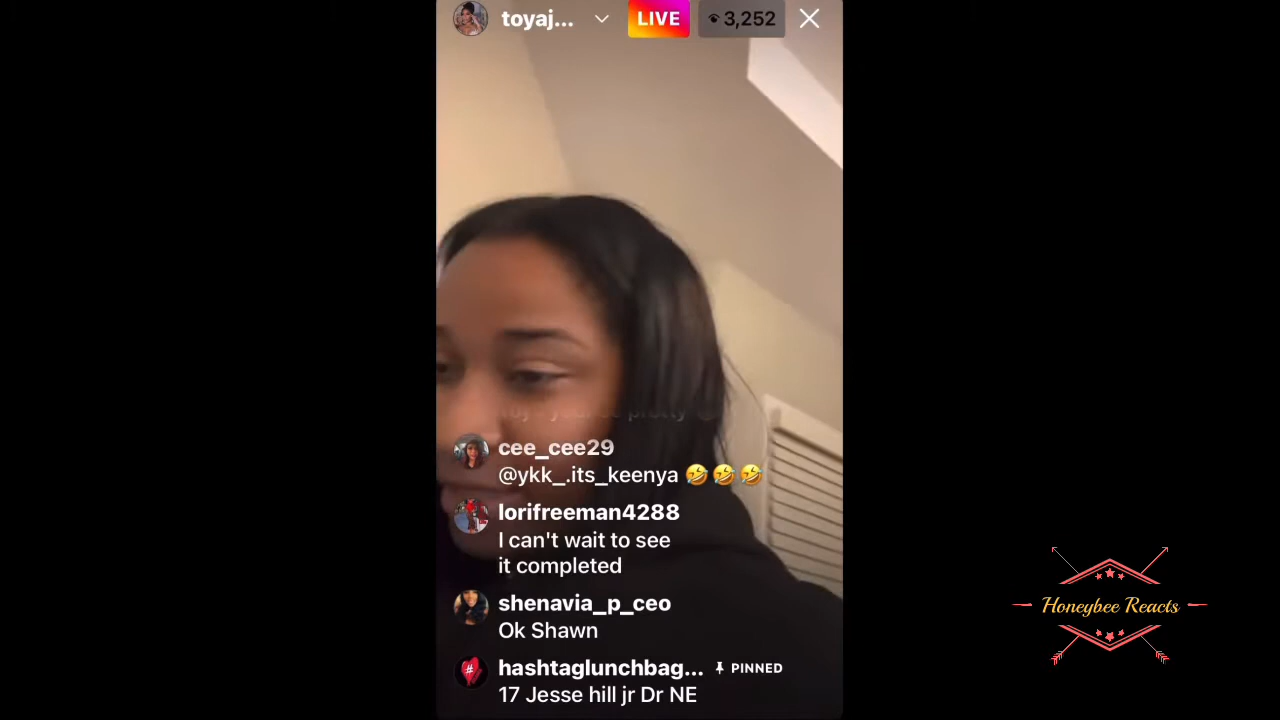 toyaj...
LIVE
3,252
cee_cee29
@ykk_.its_keenya 🤣🤣🤣
lorifreeman4288
I can't wait to see
it completed
shenavia_p_ceo
Ok Shawn
hashtaglunchbag... PINNED
17 Jesse hill jr Dr NE
Honeybee Reacts